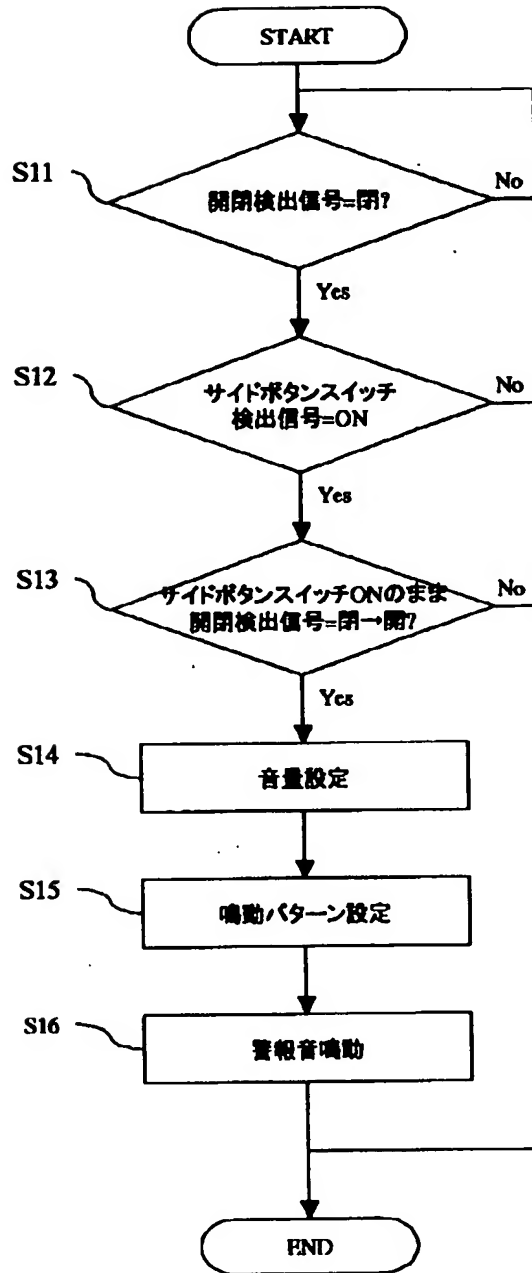 START
S11
開閉検出信号=閉?
No
Yes
S12
サイドボタンスイッチ
検出信号=ON
No
Yes
S13
サイドボタンスイッチONのまま
開閉検出信号=閉→開?
No
Yes
S14
音量設定
S15
鳴動パターン設定
S16
警報音鳴動
END